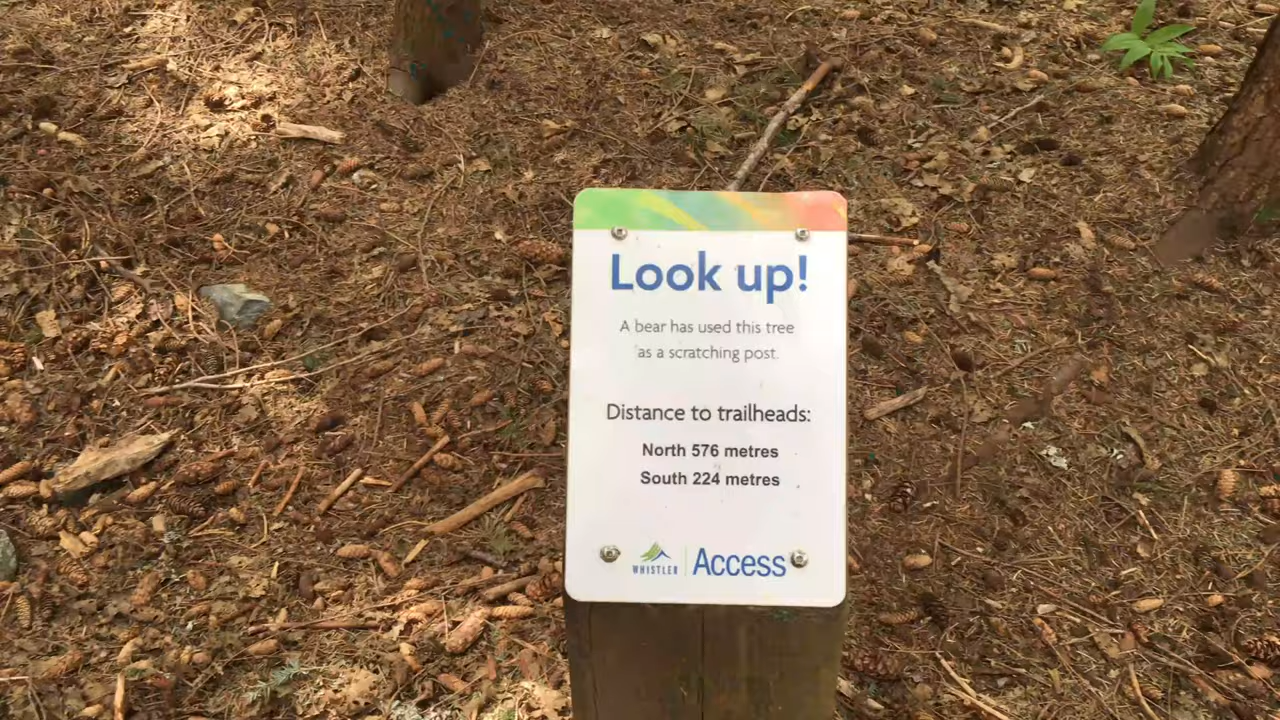 Look up!
A bear has used this tree
as a scratching post.
Distance to trailheads:
North 576 metres
South 224 metres
WHISTLER | Access